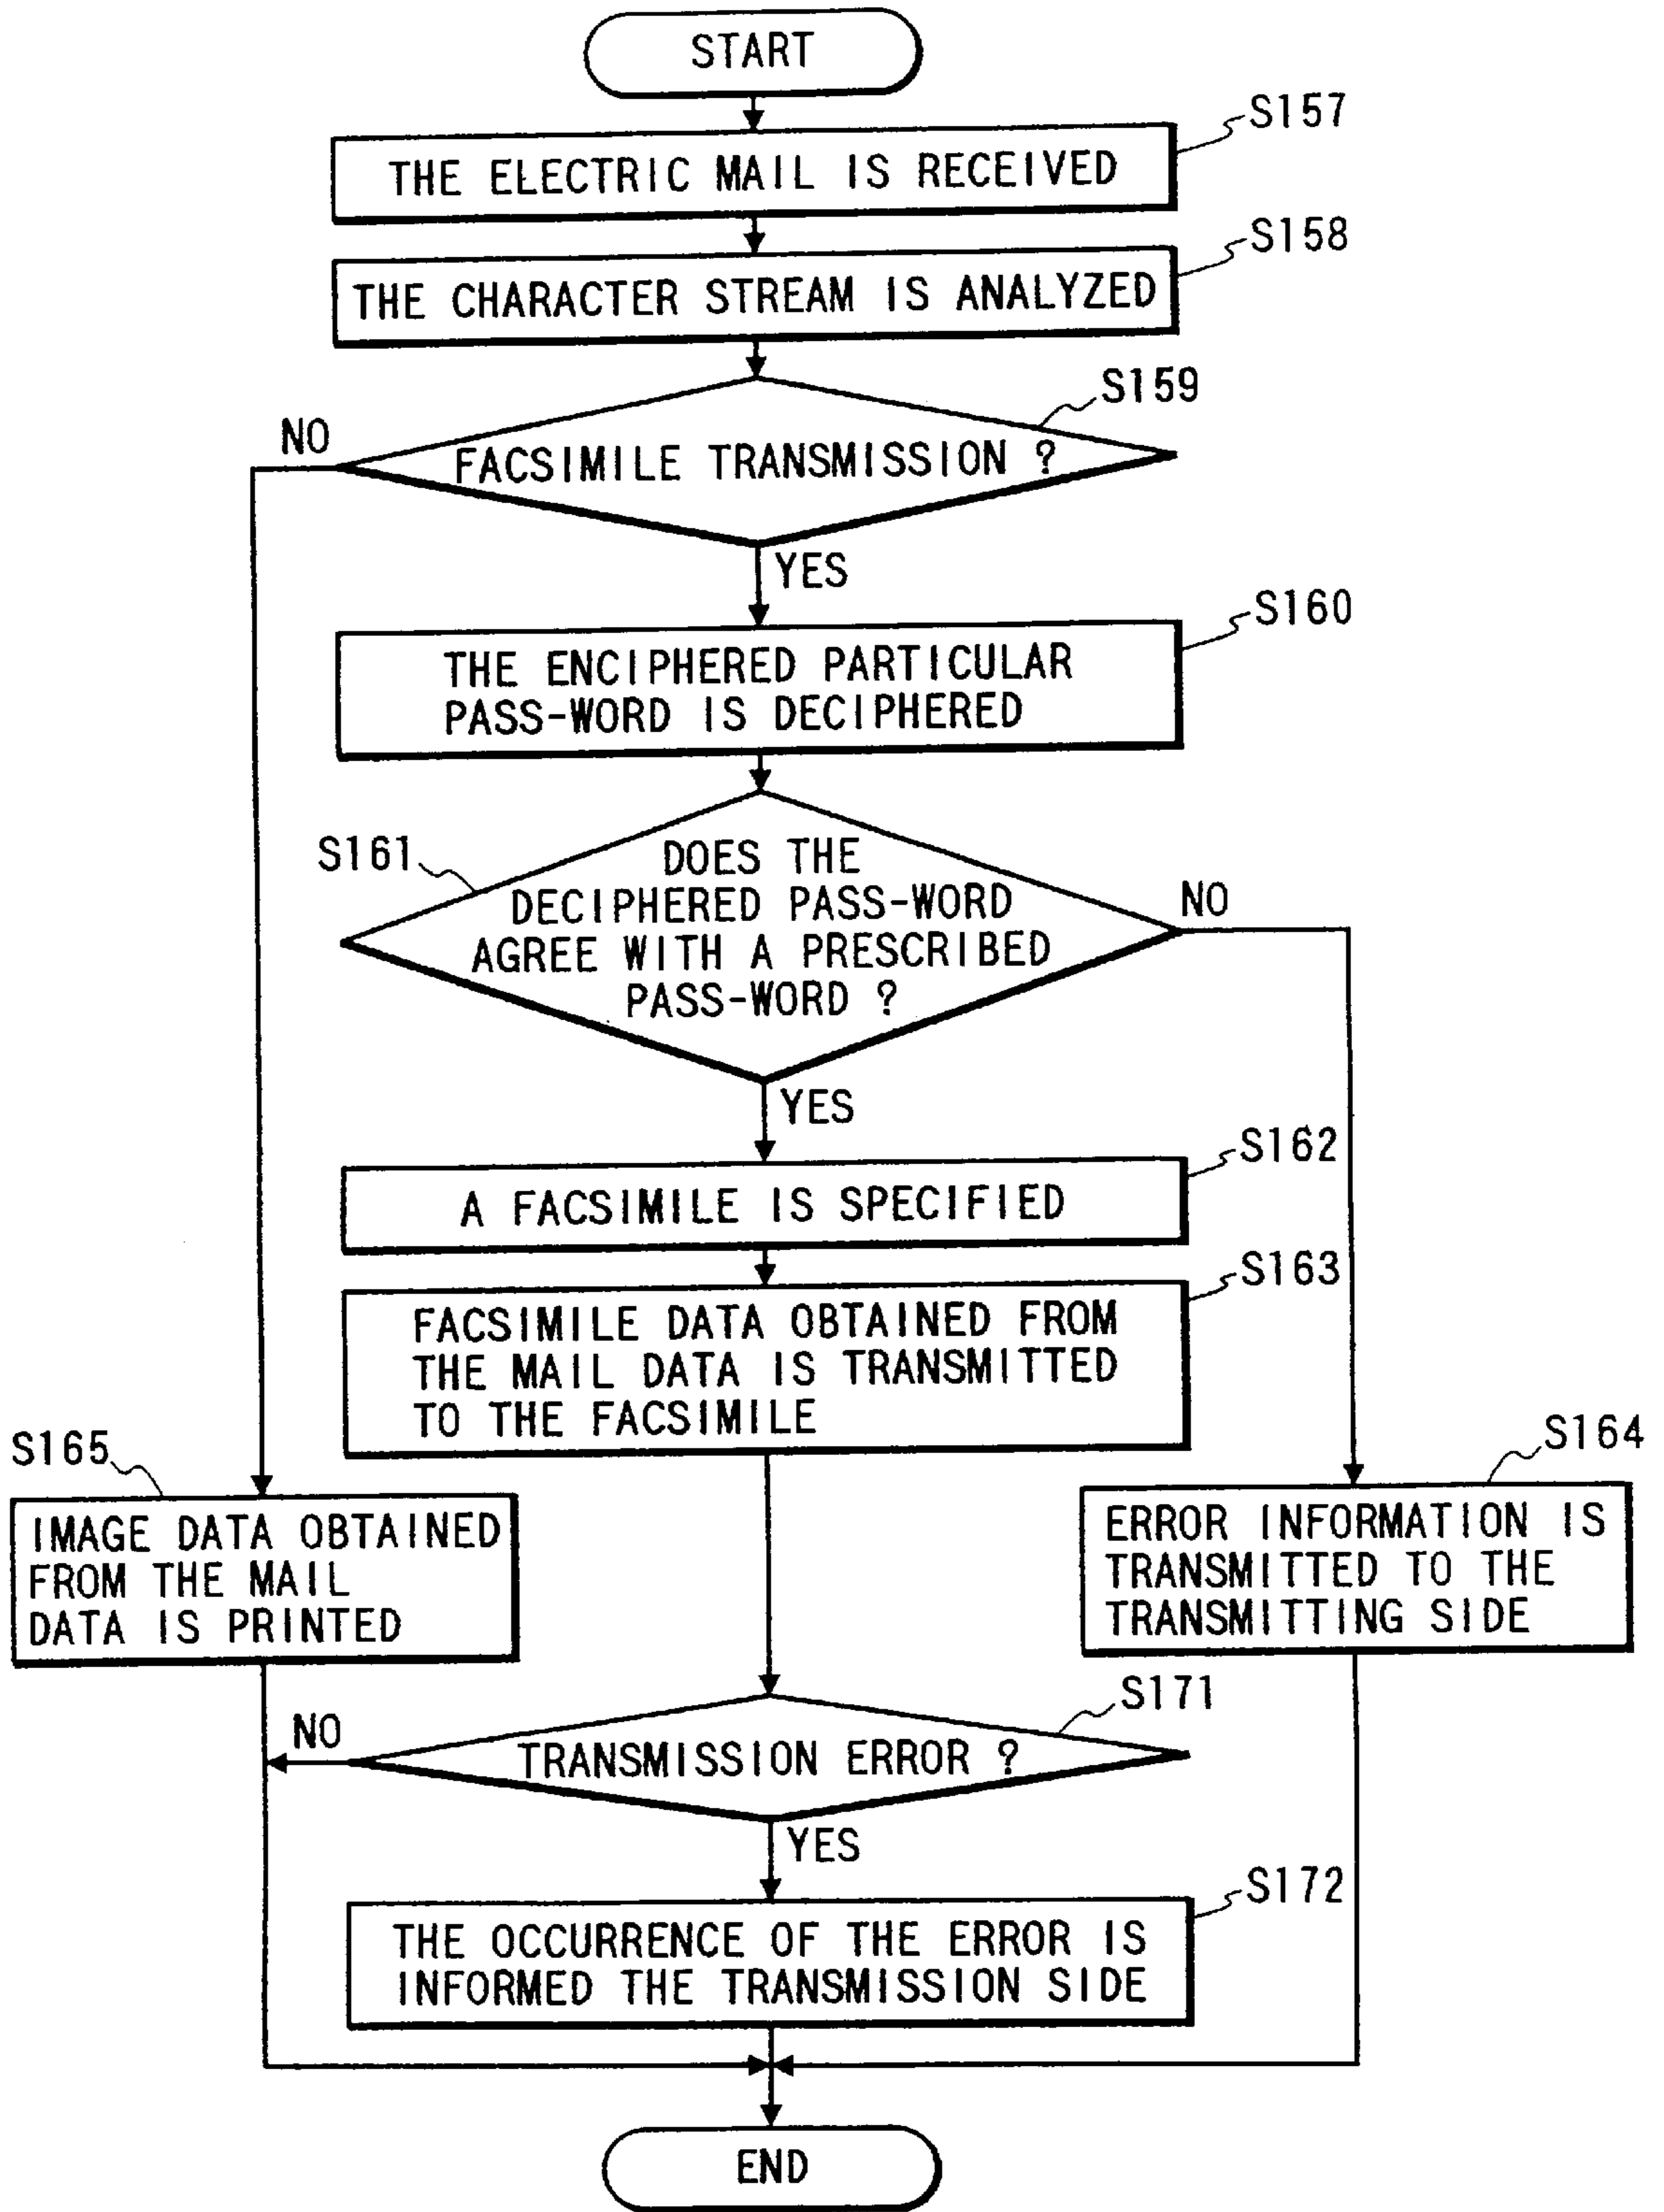 START
S157
THE ELECTRIC MAIL IS RECEIVED
S158
THE CHARACTER STREAM IS ANALYZED
S159
NO
FACSIMILE TRANSMISSION ?
YES
S160
THE ENCIPHERED PARTICULAR
PASS-WORD IS DECIPHERED
S161
DOES THE
DECIPHERED PASS-WORD
AGREE WITH A PRESCRIBED
PASS-WORD ?
NO
YES
S162
A FACSIMILE IS SPECIFIED
S163
FACSIMILE DATA OBTAINED FROM
THE MAIL DATA IS TRANSMITTED
TO THE FACSIMILE
S165
IMAGE DATA OBTAINED
FROM THE MAIL
DATA IS PRINTED
S164
ERROR INFORMATION IS
TRANSMITTED TO THE
TRANSMITTING SIDE
S171
NO
TRANSMISSION ERROR ?
YES
S172
THE OCCURRENCE OF THE ERROR IS
INFORMED THE TRANSMISSION SIDE
END